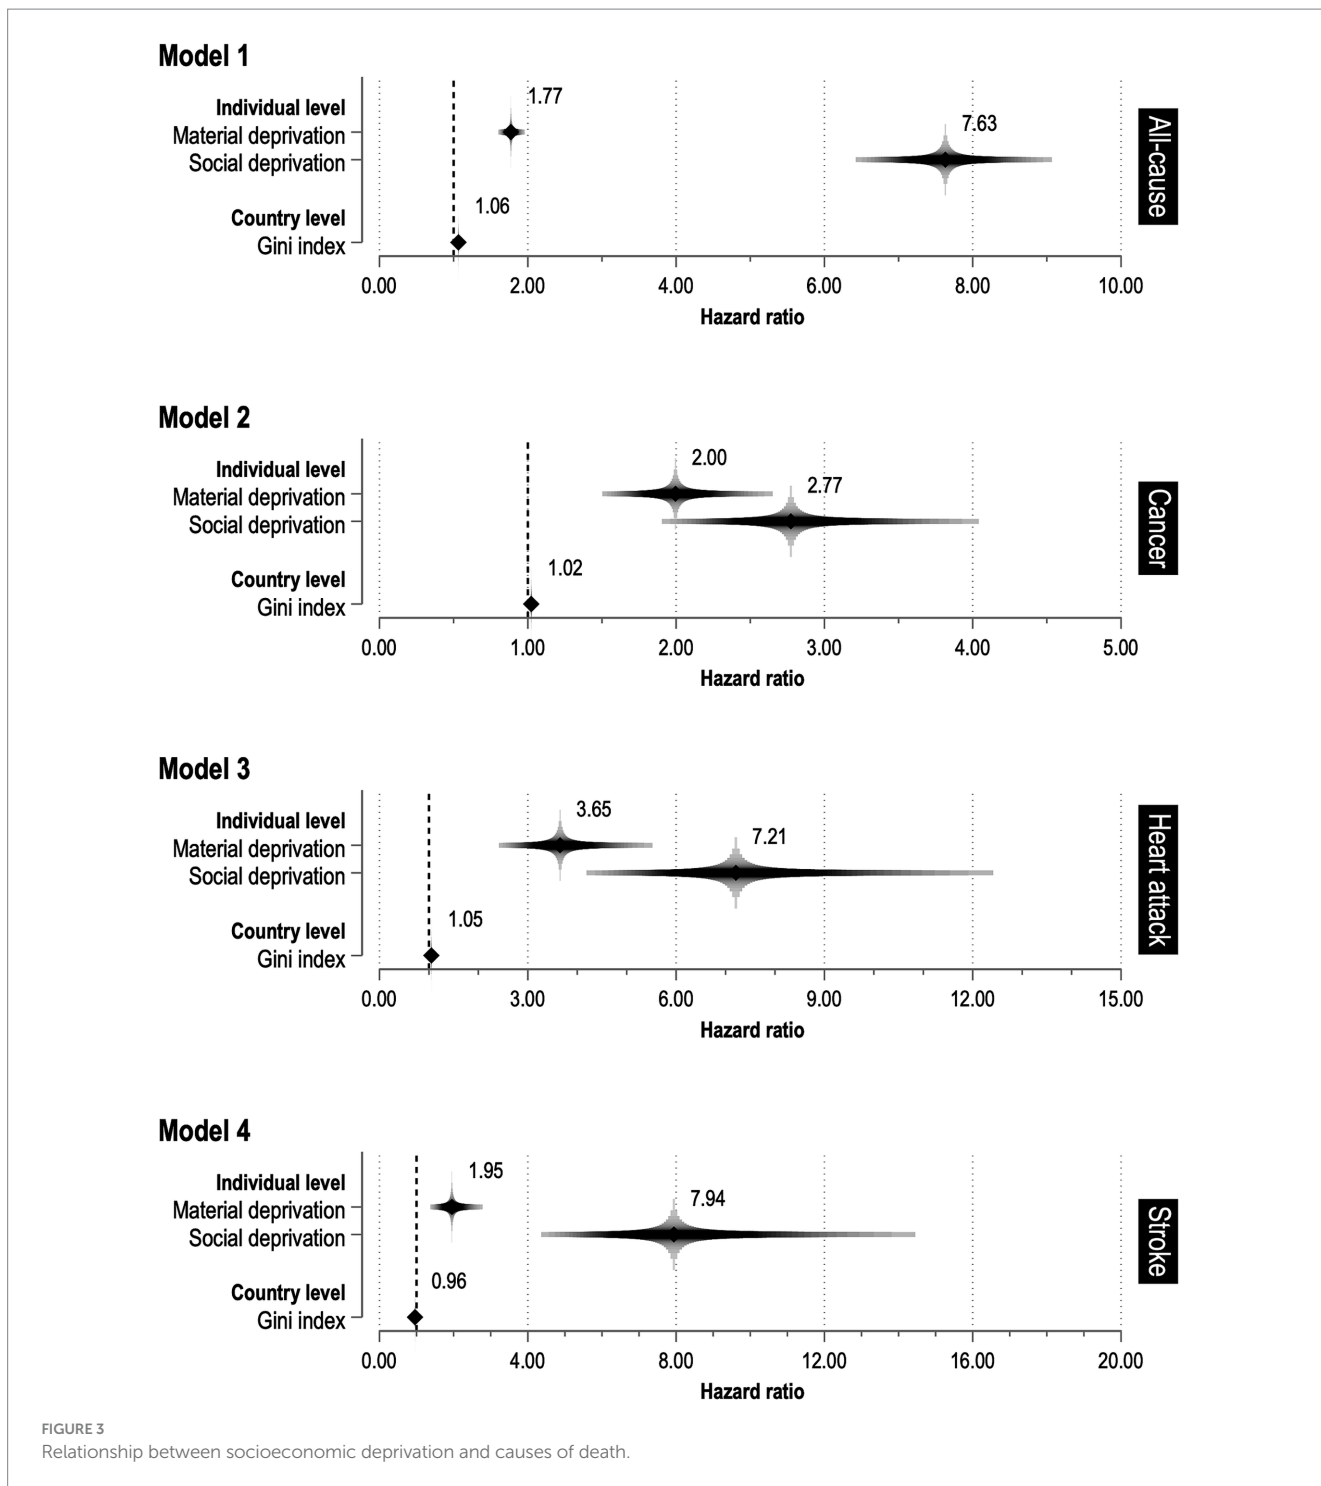 Model 1
Individual level
Material deprivation
Social deprivation
Country level
Gini index
1.77
7.63
1.06
0.00 2.00 4.00 6.00 8.00 10.00
Hazard ratio
All-cause
Model 2
Individual level
Material deprivation
Social deprivation
Country level
Gini index
2.00
2.77
1.02
0.00 1.00 2.00 3.00 4.00 5.00
Hazard ratio
Cancer
Model 3
Individual level
Material deprivation
Social deprivation
Country level
Gini index
3.65
7.21
1.05
0.00 3.00 6.00 9.00 12.00 15.00
Hazard ratio
Heart attack
Model 4
Individual level
Material deprivation
Social deprivation
Country level
Gini index
1.95
7.94
0.96
0.00 4.00 8.00 12.00 16.00 20.00
Hazard ratio
Stroke
FIGURE 3
Relationship between socioeconomic deprivation and causes of death.